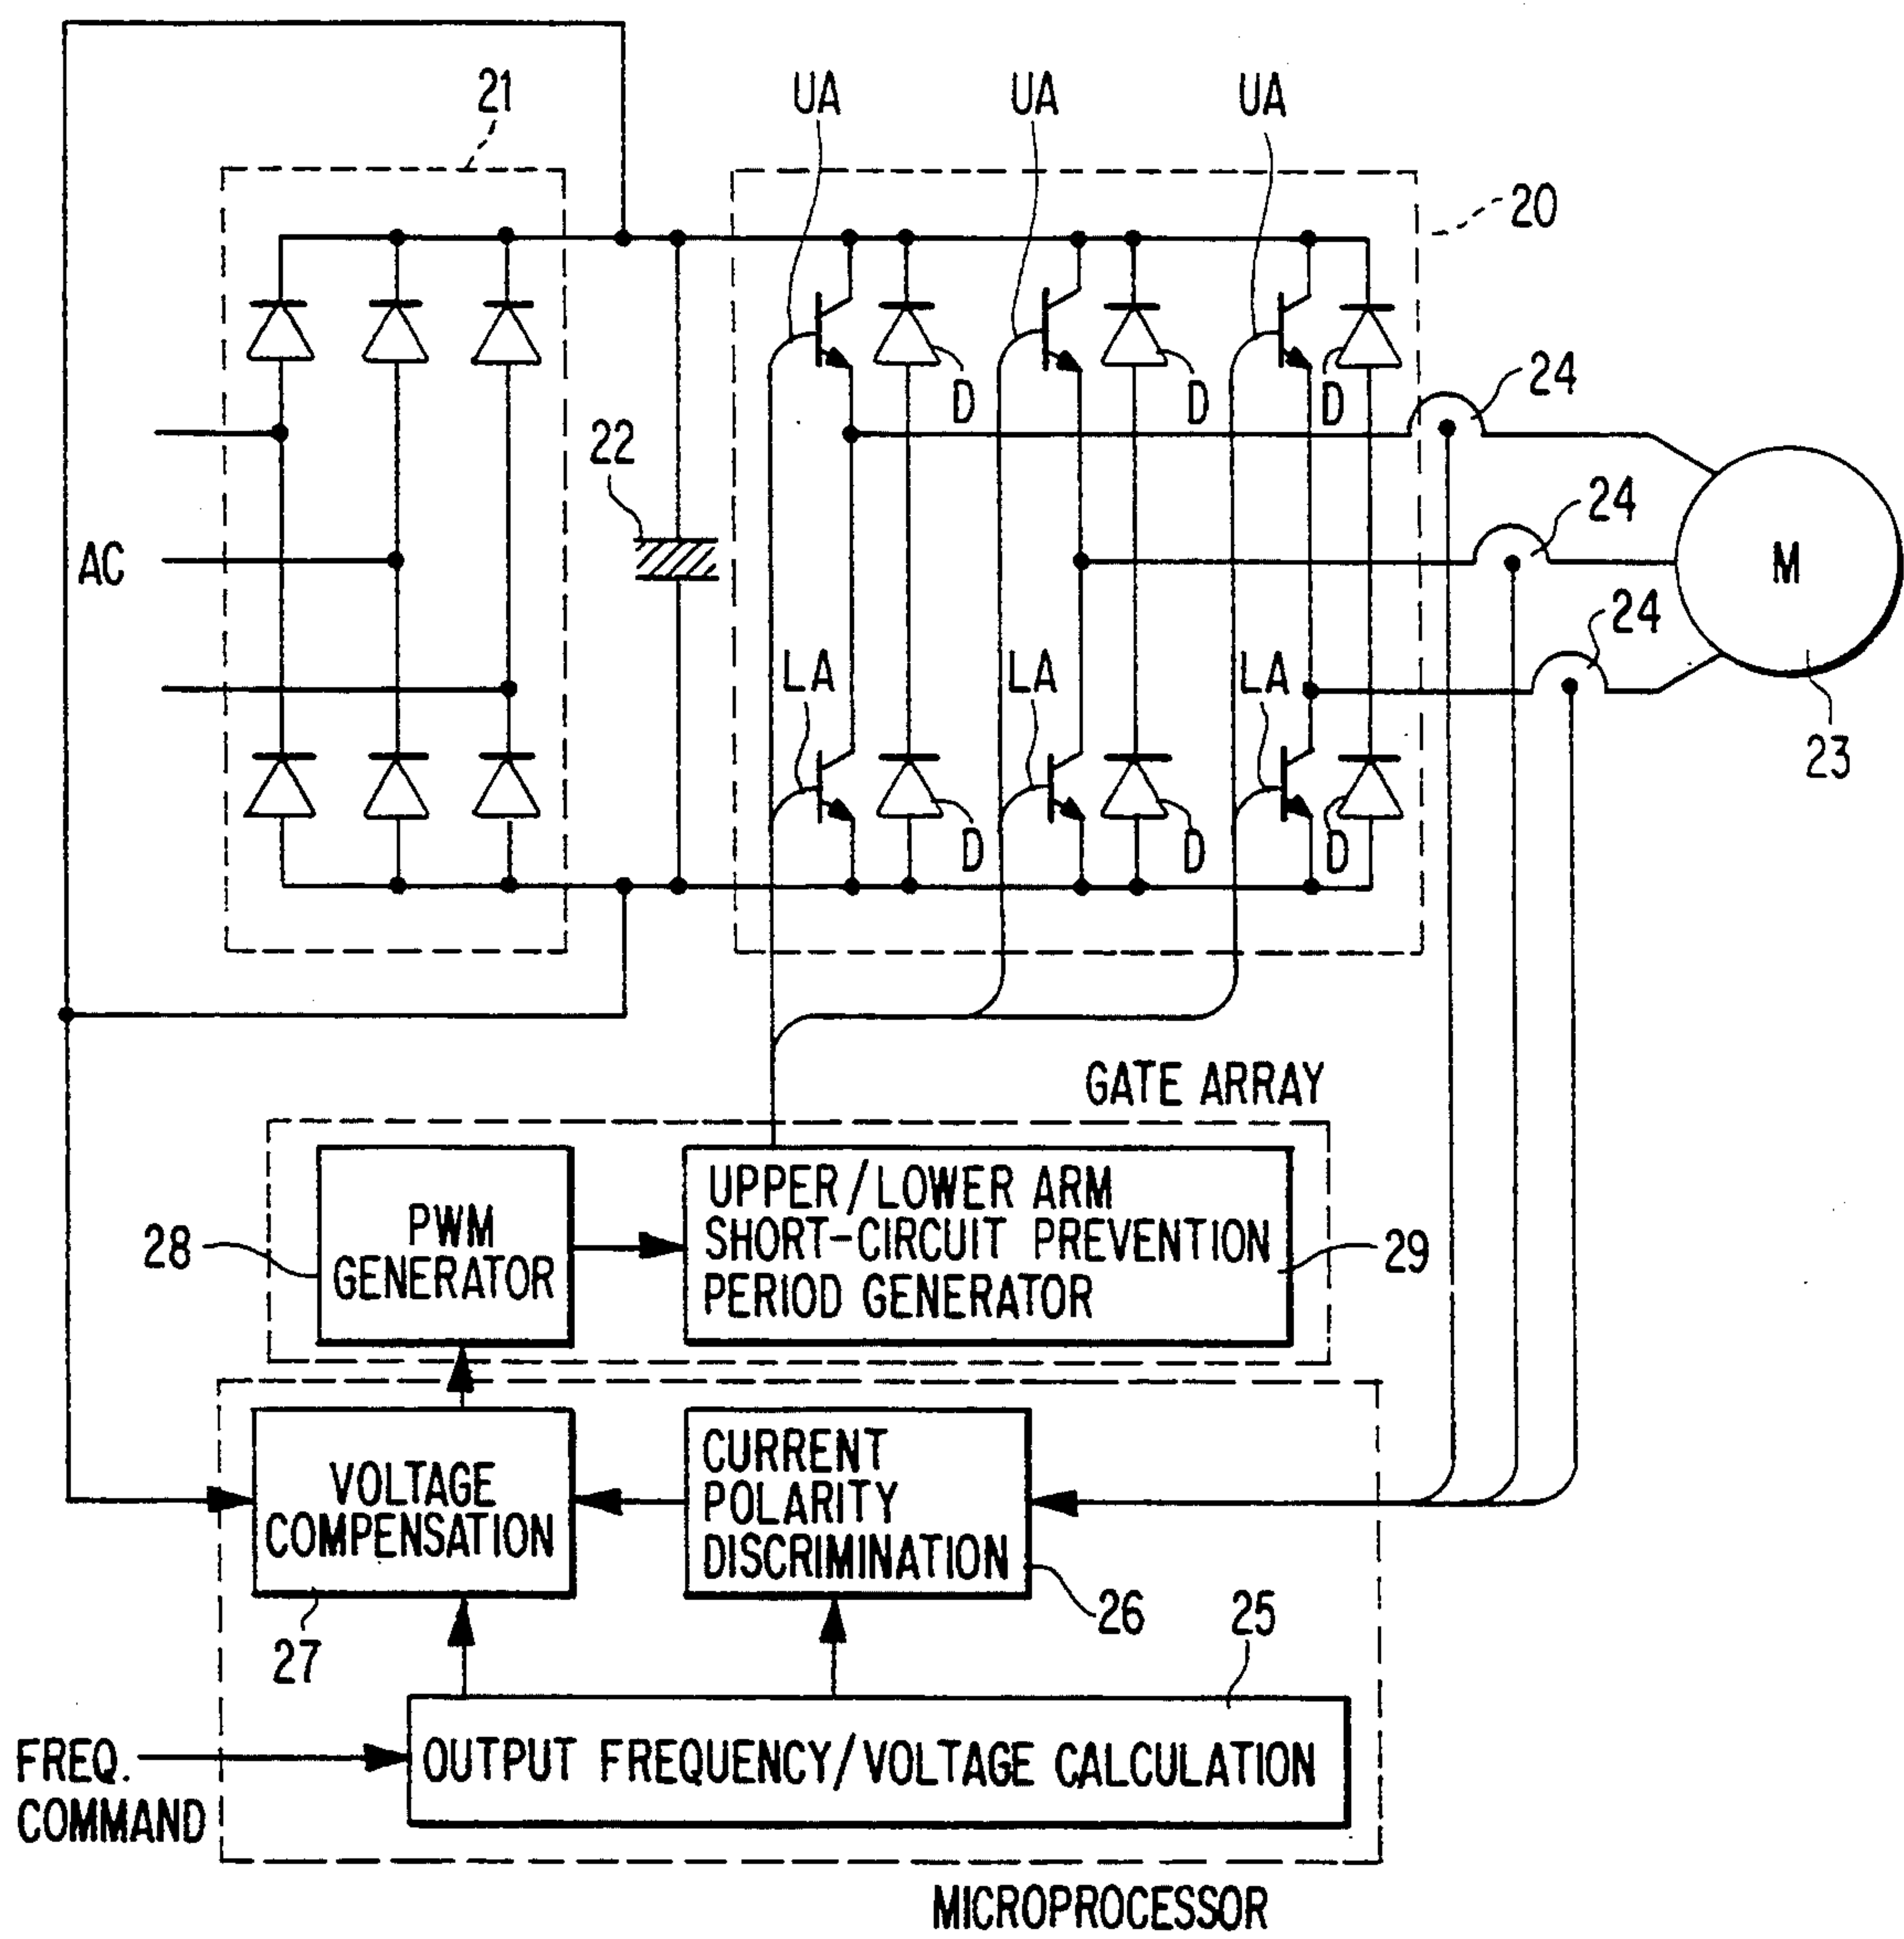 21
UA
UA
UA
20
D
D
D
24
22
24
AC
M
24
LA
LA
LA
23
D
D
D
GATE ARRAY
28
PWM
GENERATOR
UPPER/LOWER ARM
SHORT-CIRCUIT PREVENTION
PERIOD GENERATOR
29
VOLTAGE
COMPENSATION
CURRENT
POLARITY
DISCRIMINATION
27
26
25
FREQ.
COMMAND
OUTPUT FREQUENCY/VOLTAGE CALCULATION
MICROPROCESSOR